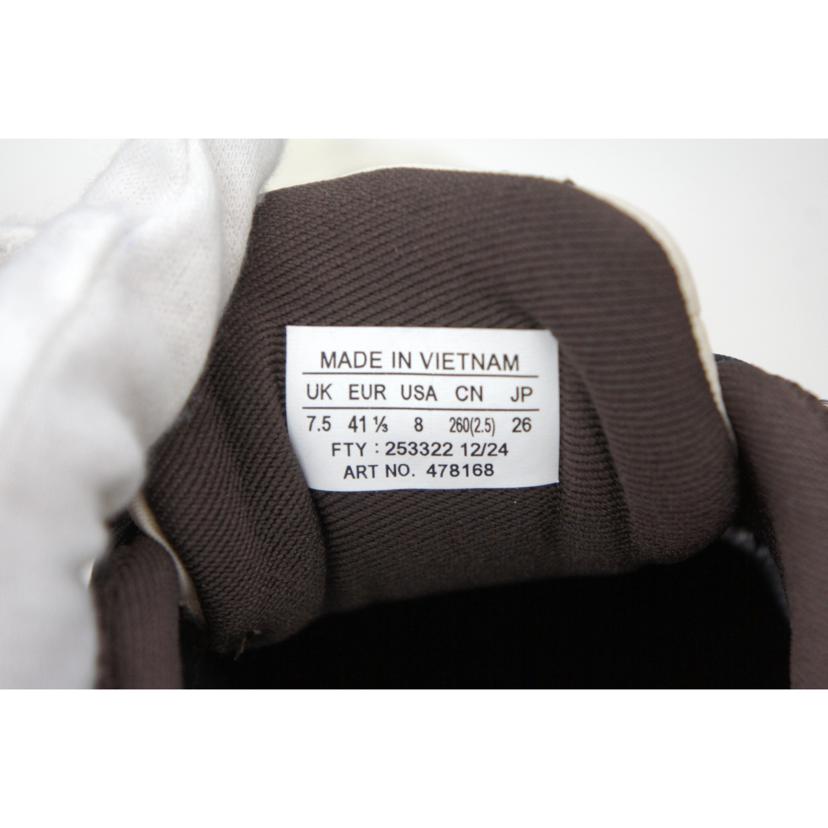 MADE IN VIETNAM
UK EUR USA CN JP
7.5 41 ⅓ 8 260(2.5) 26
FTY : 253322 12/24
ART NO. 478168